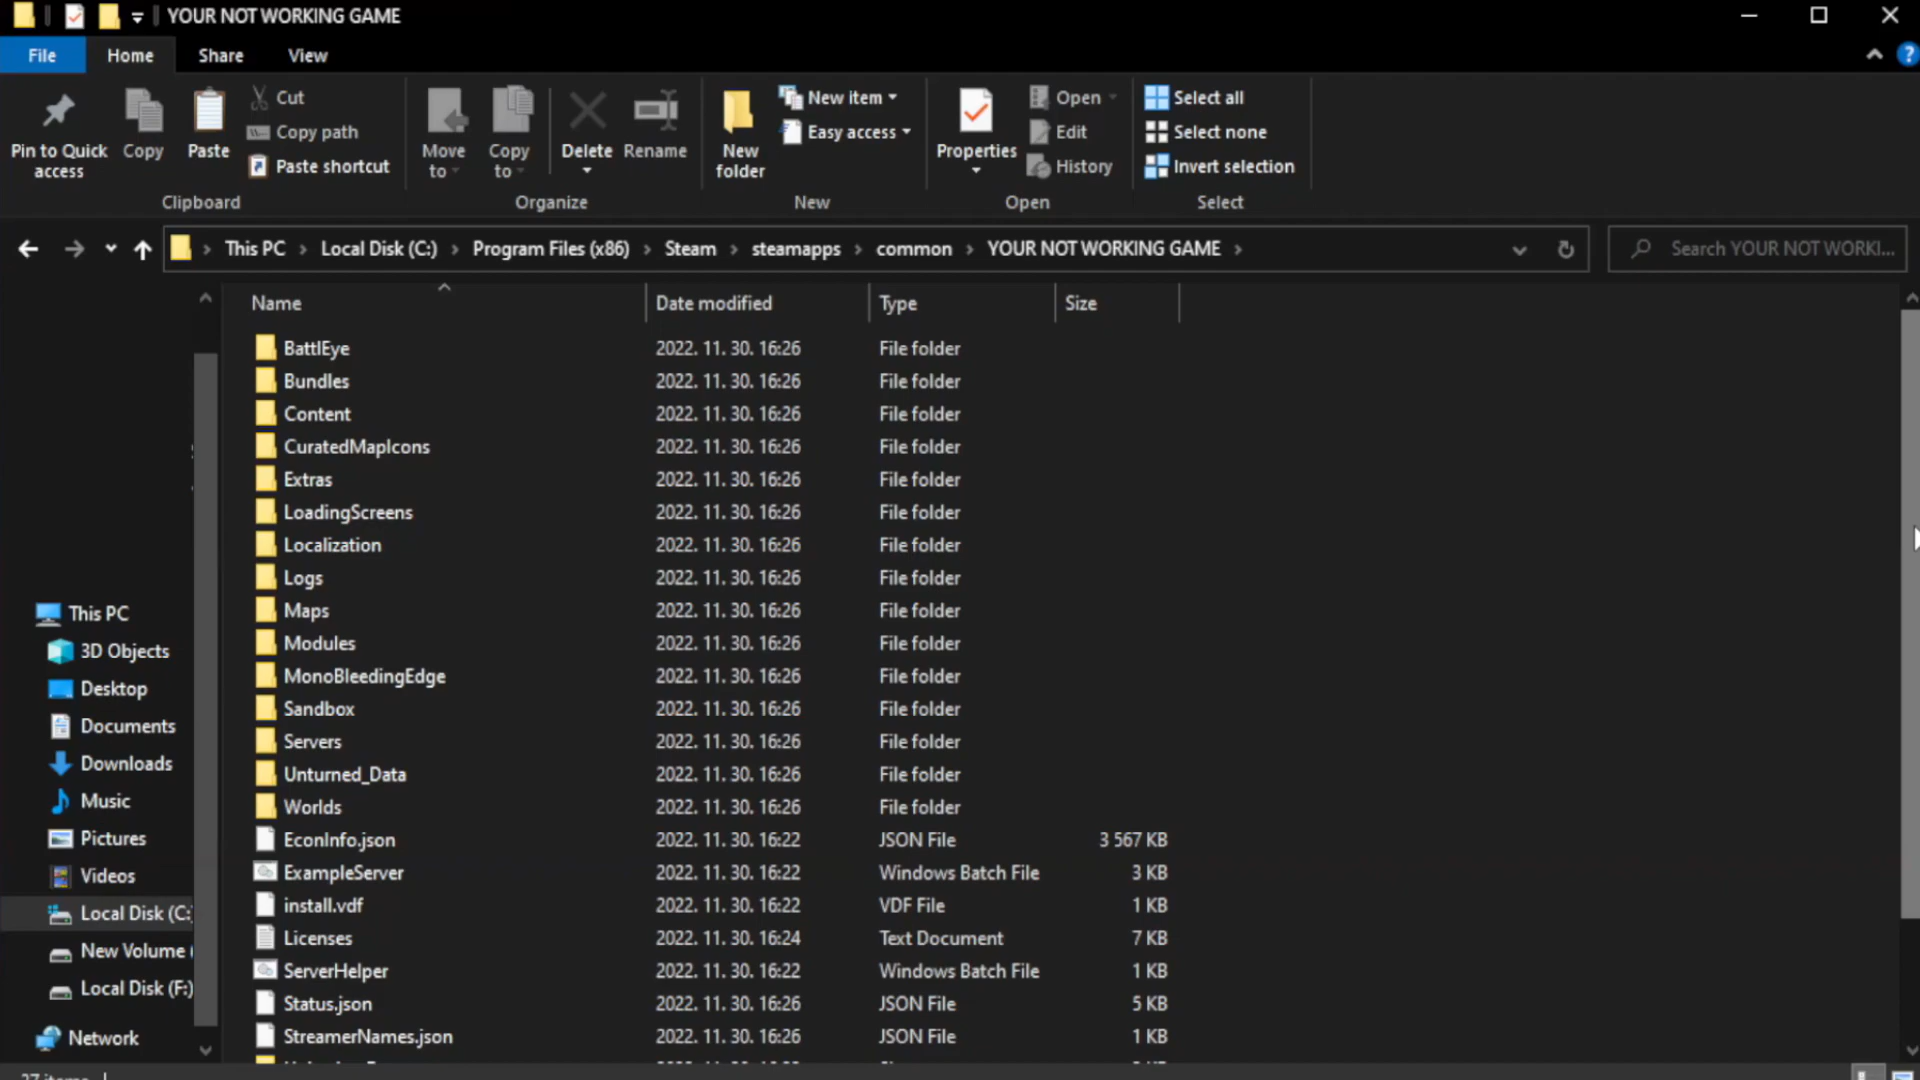 YOUR NOT WORKING GAME
File Home Share View
Pin to Quick access
Copy
Paste
Cut
Copy path
Paste shortcut
Clipboard
Move to
Copy to
Delete
Rename
Organize
New folder
New item
Easy access
New
Properties
Open
Edit
History
Open
Select all
Select none
Invert selection
Select
This PC Local Disk (C:) Program Files (x86) Steam steamapps common YOUR NOT WORKING GAME
Search YOUR NOT WORKI...
Name Date modified Type Size
BattlEye 2022. 11. 30. 16:26 File folder
Bundles 2022. 11. 30. 16:26 File folder
Content 2022. 11. 30. 16:26 File folder
CuratedMapIcons 2022. 11. 30. 16:26 File folder
Extras 2022. 11. 30. 16:26 File folder
LoadingScreens 2022. 11. 30. 16:26 File folder
Localization 2022. 11. 30. 16:26 File folder
Logs 2022. 11. 30. 16:26 File folder
Maps 2022. 11. 30. 16:26 File folder
Modules 2022. 11. 30. 16:26 File folder
MonoBleedingEdge 2022. 11. 30. 16:26 File folder
Sandbox 2022. 11. 30. 16:26 File folder
Servers 2022. 11. 30. 16:26 File folder
Unturned_Data 2022. 11. 30. 16:26 File folder
Worlds 2022. 11. 30. 16:26 File folder
EconInfo.json 2022. 11. 30. 16:22 JSON File 3 567 KB
ExampleServer 2022. 11. 30. 16:22 Windows Batch File 3 KB
install.vdf 2022. 11. 30. 16:22 VDF File 1 KB
Licenses 2022. 11. 30. 16:24 Text Document 7 KB
ServerHelper 2022. 11. 30. 16:22 Windows Batch File 1 KB
Status.json 2022. 11. 30. 16:26 JSON File 5 KB
StreamerNames.json 2022. 11. 30. 16:26 JSON File 1 KB
This PC
3D Objects
Desktop
Documents
Downloads
Music
Pictures
Videos
Local Disk (C:)
New Volume (
Local Disk (F:)
Network